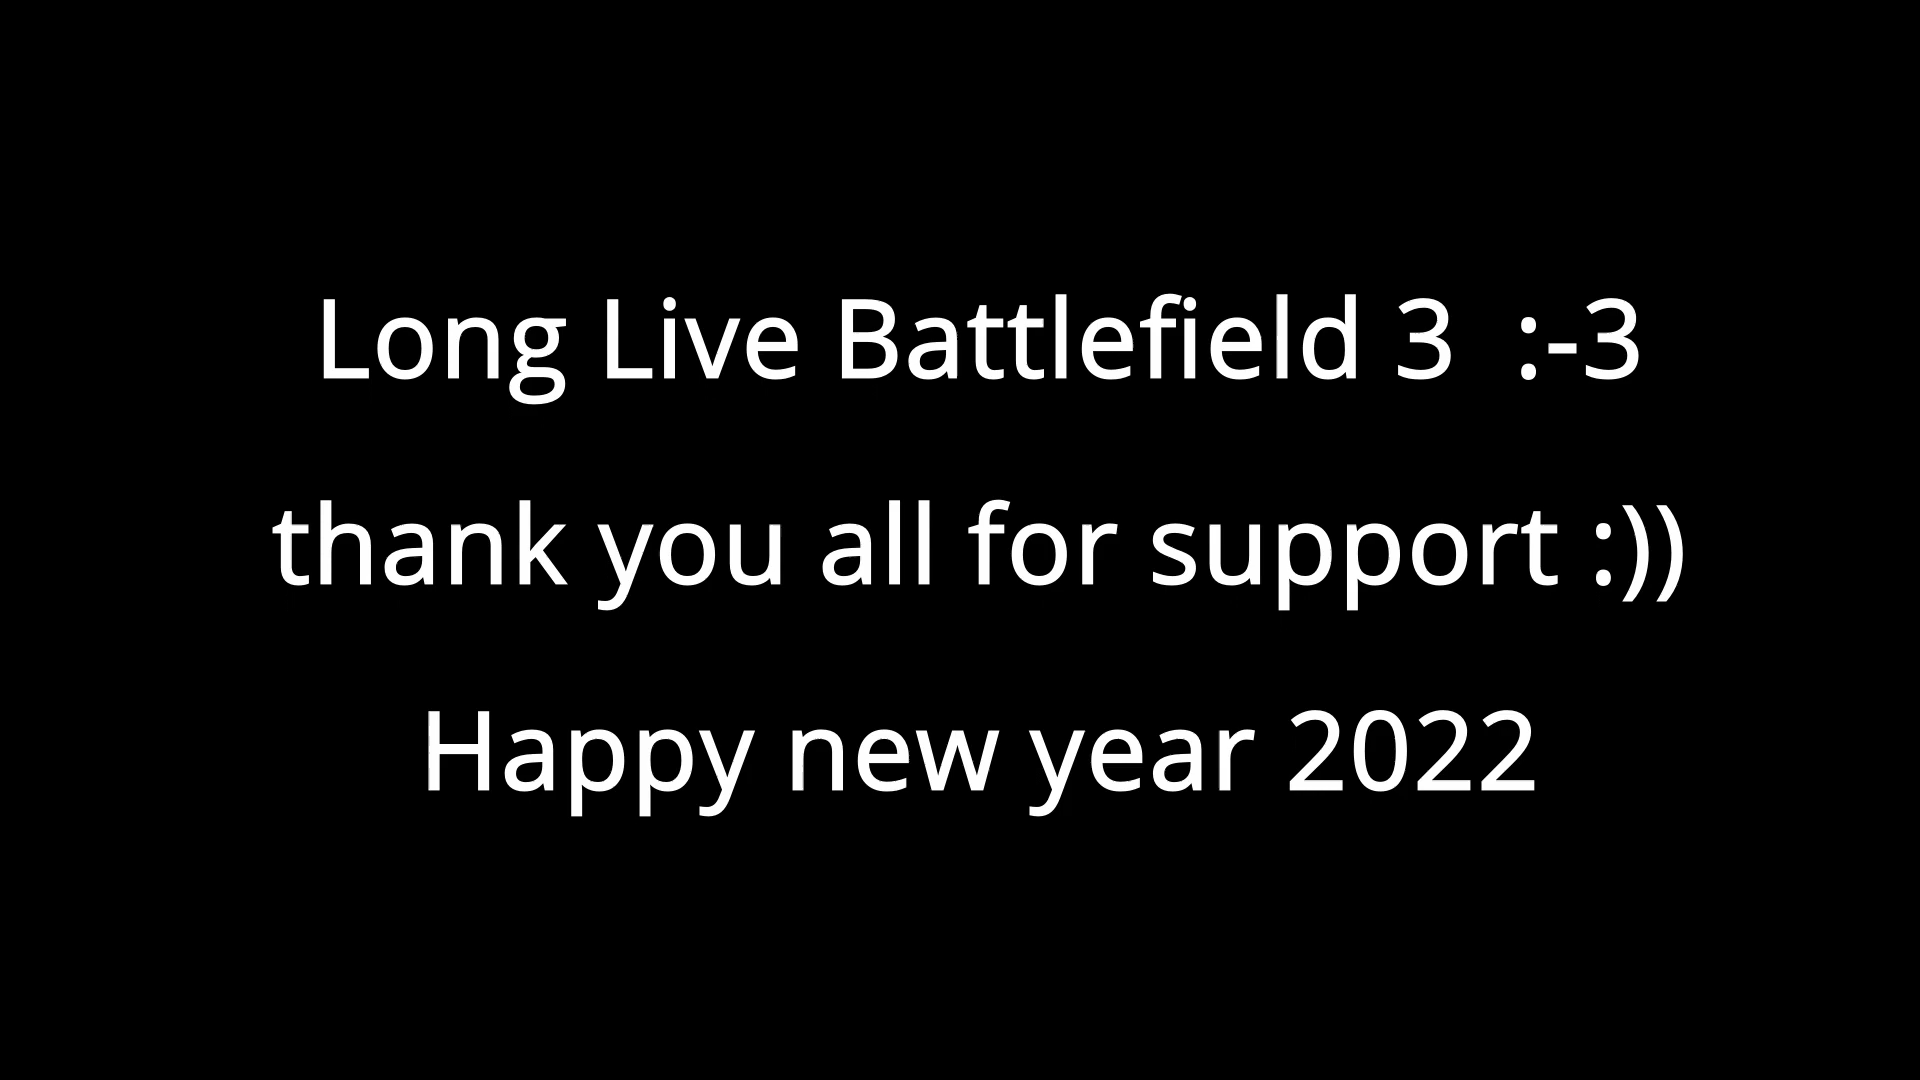 Long Live Battlefield 3  :-3
thank you all for support :))
Happy new year 2022